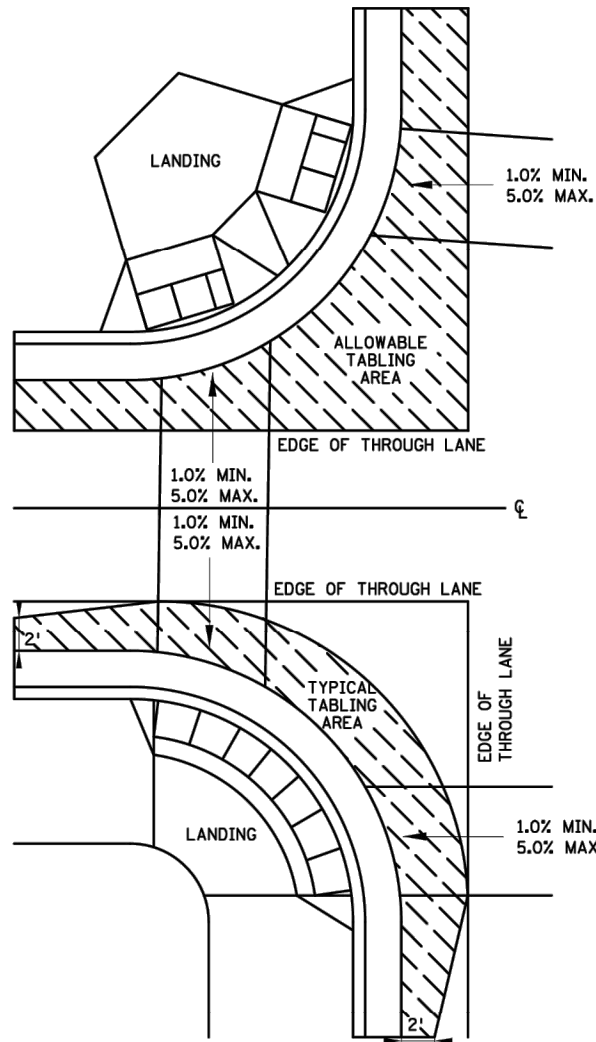 LANDING
1.0% MIN.
5.0% MAX.
ALLOWABLE
TABLING
AREA
EDGE OF THROUGH LANE
1.0% MIN.
5.0% MAX.
℄
1.0% MIN.
5.0% MAX.
EDGE OF THROUGH LANE
2'
TYPICAL
TABLING
AREA
EDGE OF
THROUGH LANE
LANDING
1.0% MIN.
5.0% MAX
2'